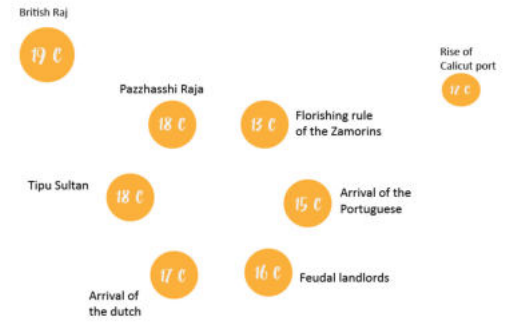 British Raj
19 C
Rise of
Calicut port
12 C
Pazzhasshi Raja
18 C
13 C
Florishing rule
of the Zamorins
Tipu Sultan
18 C
15 C
Arrival of the
Portuguese
17 C
16 C
Feudal landlords
Arrival of
the dutch